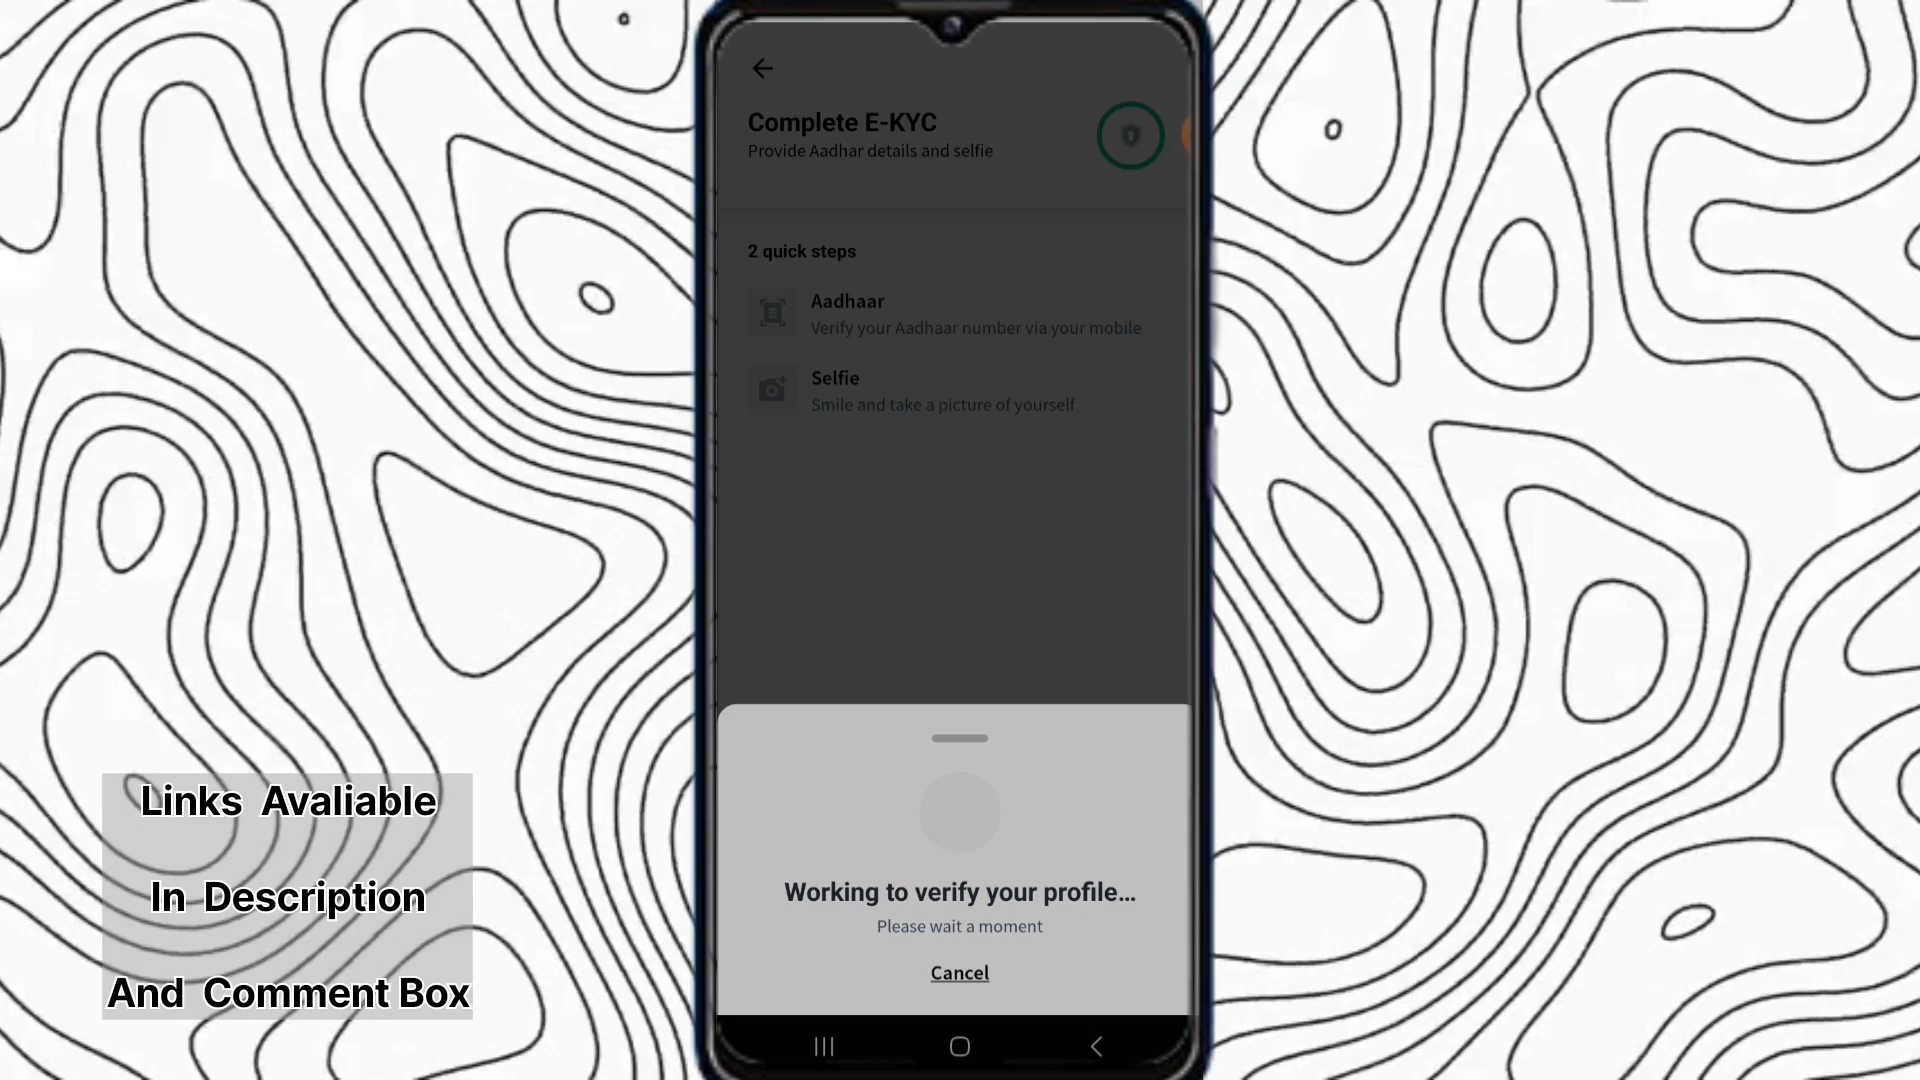 Complete E-KYC
Provide Aadhar details and selfie
2 quick steps
Aadhaar
Verify your Aadhaar number via your mobile
Selfie
Smile and take a picture of yourself
Working to verify your profile...
Please wait a moment
Cancel
Links Avaliable
In Description
And Comment Box